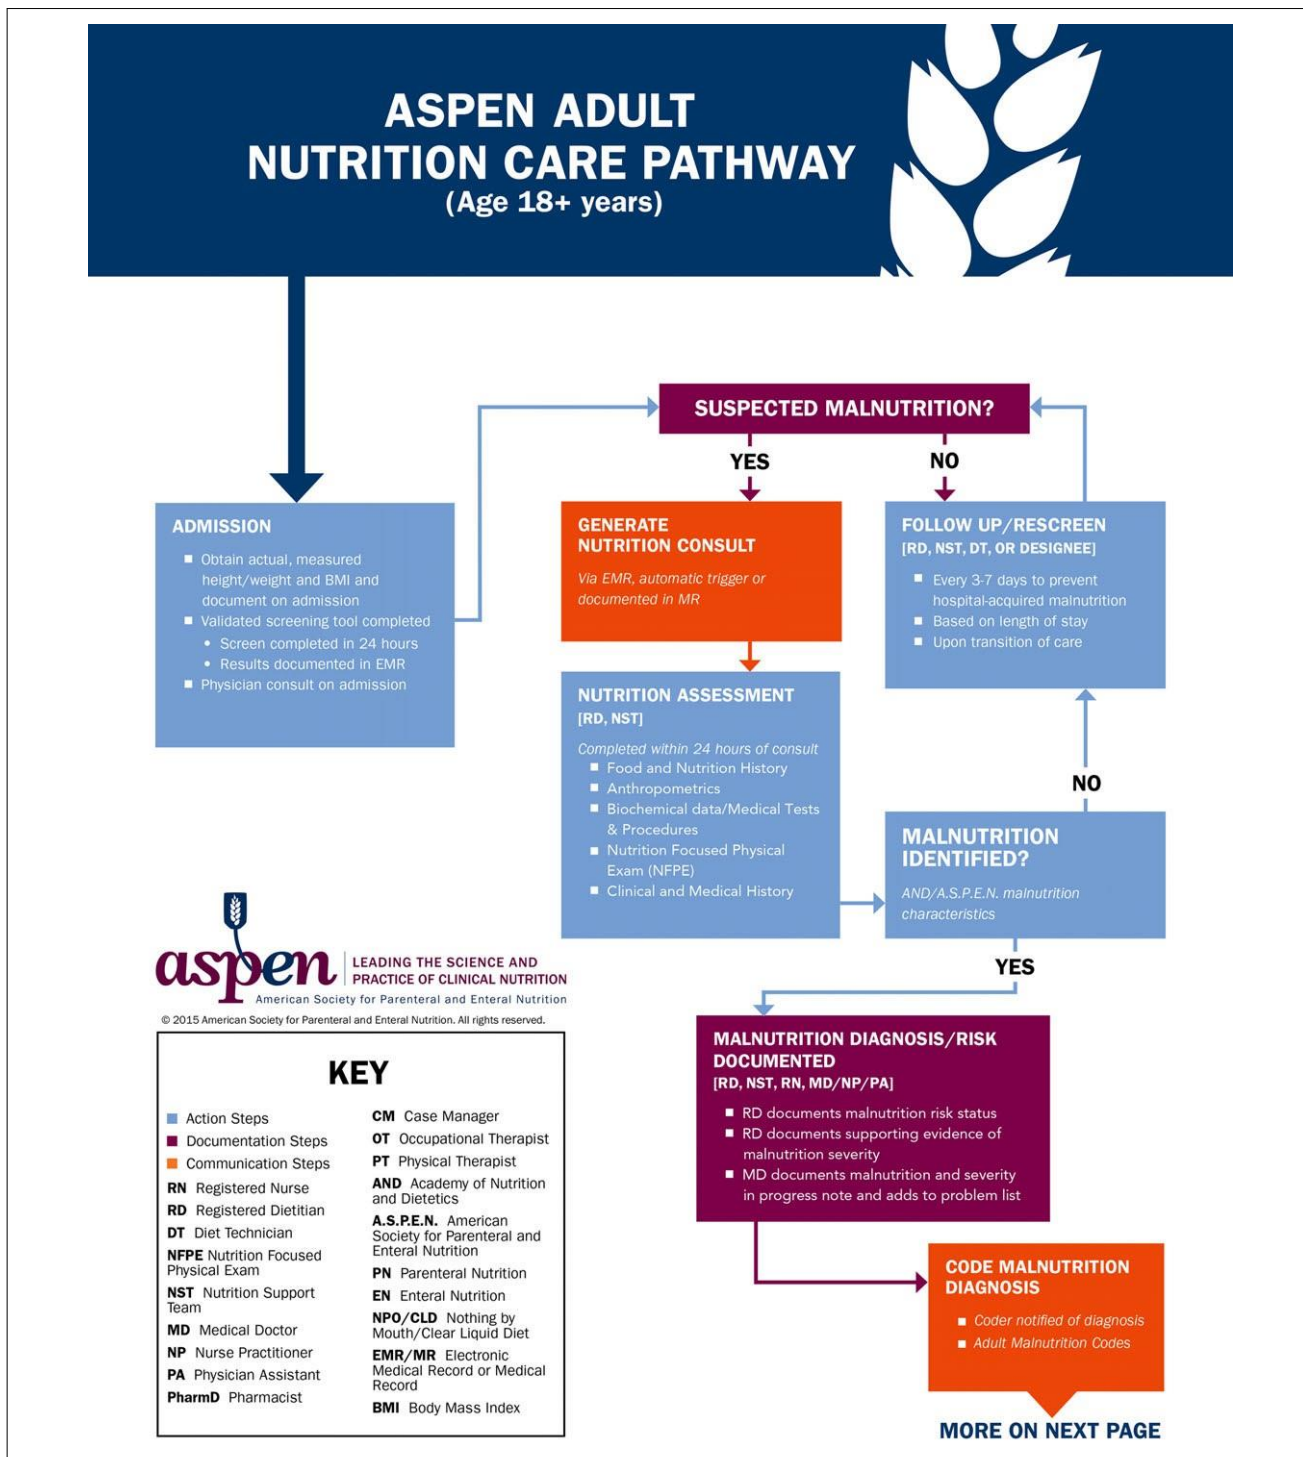 ASPEN ADULT
NUTRITION CARE PATHWAY
(Age 18+ years)
SUSPECTED MALNUTRITION?
YES
NO
ADMISSION
■ Obtain actual, measured
height/weight and BMI and
document on admission
■ Validated screening tool completed
• Screen completed in 24 hours
• Results documented in EMR
■ Physician consult on admission
GENERATE
NUTRITION CONSULT
Via EMR, automatic trigger or
documented in MR
FOLLOW UP/RESCREEN
[RD, NST, DT, OR DESIGNEE]
■ Every 3-7 days to prevent
hospital-acquired malnutrition
■ Based on length of stay
■ Upon transition of care
NUTRITION ASSESSMENT
[RD, NST]
Completed within 24 hours of consult
■ Food and Nutrition History
■ Anthropometrics
■ Biochemical data/Medical Tests
& Procedures
■ Nutrition Focused Physical
Exam (NFPE)
■ Clinical and Medical History
NO
MALNUTRITION
IDENTIFIED?
AND/A.S.P.E.N. malnutrition
characteristics
YES
MALNUTRITION DIAGNOSIS/RISK
DOCUMENTED
[RD, NST, RN, MD/NP/PA]
■ RD documents malnutrition risk status
■ RD documents supporting evidence of
malnutrition severity
■ MD documents malnutrition and severity
in progress note and adds to problem list
CODE MALNUTRITION
DIAGNOSIS
■ Coder notified of diagnosis
■ Adult Malnutrition Codes
MORE ON NEXT PAGE
aspen
LEADING THE SCIENCE AND
PRACTICE OF CLINICAL NUTRITION
American Society for Parenteral and Enteral Nutrition
© 2015 American Society for Parenteral and Enteral Nutrition. All rights reserved.
KEY
Action Steps
Documentation Steps
Communication Steps
RN Registered Nurse
RD Registered Dietitian
DT Diet Technician
NFPE Nutrition Focused
Physical Exam
NST Nutrition Support
Team
MD Medical Doctor
NP Nurse Practitioner
PA Physician Assistant
PharmD Pharmacist
CM Case Manager
OT Occupational Therapist
PT Physical Therapist
AND Academy of Nutrition
and Dietetics
A.S.P.E.N. American
Society for Parenteral and
Enteral Nutrition
PN Parenteral Nutrition
EN Enteral Nutrition
NPO/CLD Nothing by
Mouth/Clear Liquid Diet
EMR/MR Electronic
Medical Record or Medical
Record
BMI Body Mass Index